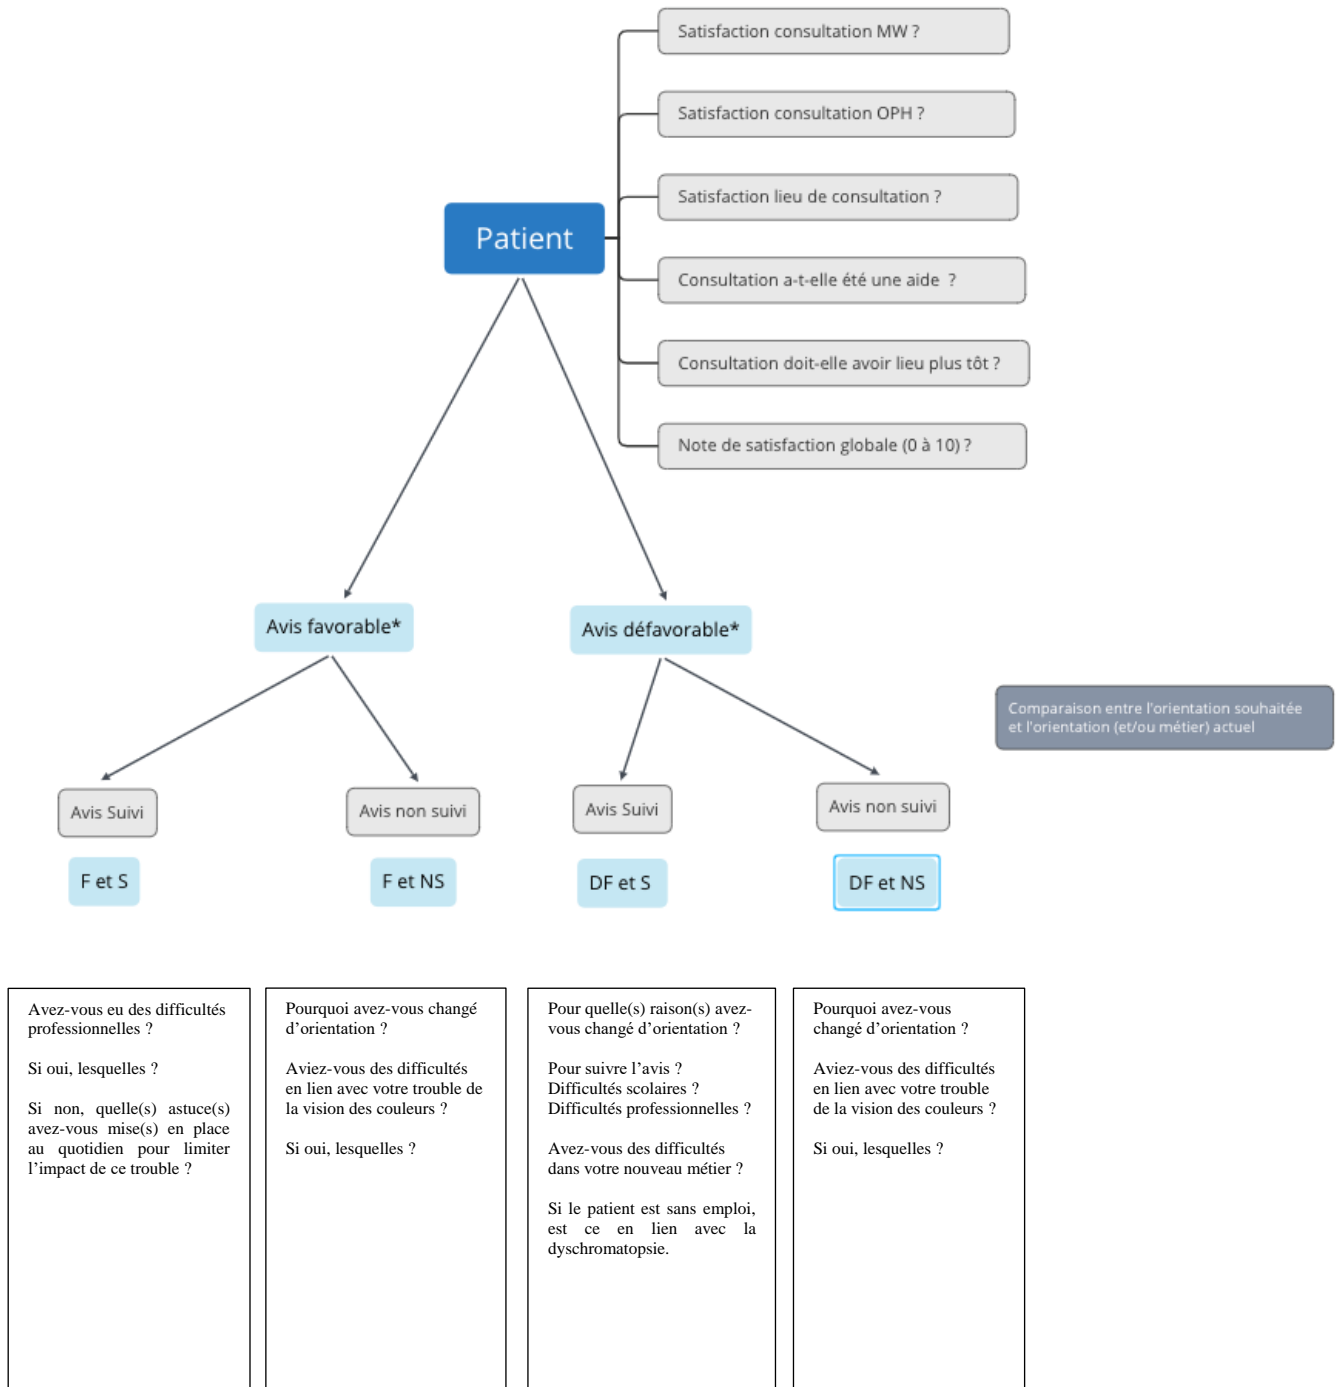 Satisfaction consultation MW ?
Satisfaction consultation OPH ?
Satisfaction lieu de consultation ?
Patient
Consultation a-t-elle été une aide ?
Consultation doit-elle avoir lieu plus tôt ?
Note de satisfaction globale (0 à 10) ?
Avis favorable*
Avis défavorable*
Comparaison entre l'orientation souhaitée
et l'orientation (et/ou métier) actuel
Avis Suivi
Avis non suivi
Avis Suivi
Avis non suivi
F et S
F et NS
DF et S
DF et NS
Avez-vous eu des difficultés
professionnelles ?
Si oui, lesquelles ?
Si non, quelle(s) astuce(s)
avez-vous mise(s) en place
au quotidien pour limiter
l’impact de ce trouble ?
Pourquoi avez-vous changé
d’orientation ?
Aviez-vous des difficultés
en lien avec votre trouble de
la vision des couleurs ?
Si oui, lesquelles ?
Pour quelle(s) raison(s) avez-
vous changé d’orientation ?
Pour suivre l’avis ?
Difficultés scolaires ?
Difficultés professionnelles ?
Avez-vous des difficultés
dans votre nouveau métier ?
Si le patient est sans emploi,
est ce en lien avec la
dyschromatopsie.
Pourquoi avez-vous
changé d’orientation ?
Aviez-vous des difficultés
en lien avec votre trouble
de la vision des couleurs ?
Si oui, lesquelles ?